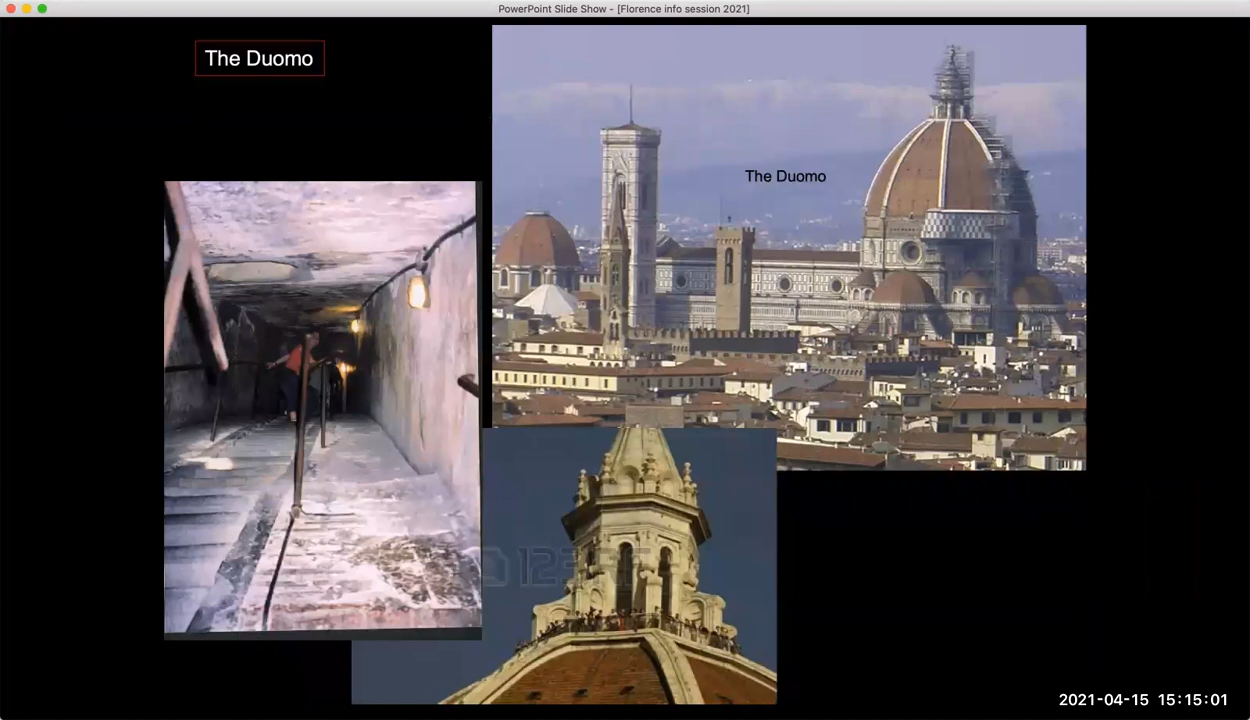 PowerPoint Slide Show - [Florence info session 2021]
The Duomo
The Duomo
2021-04-15 15:15:01